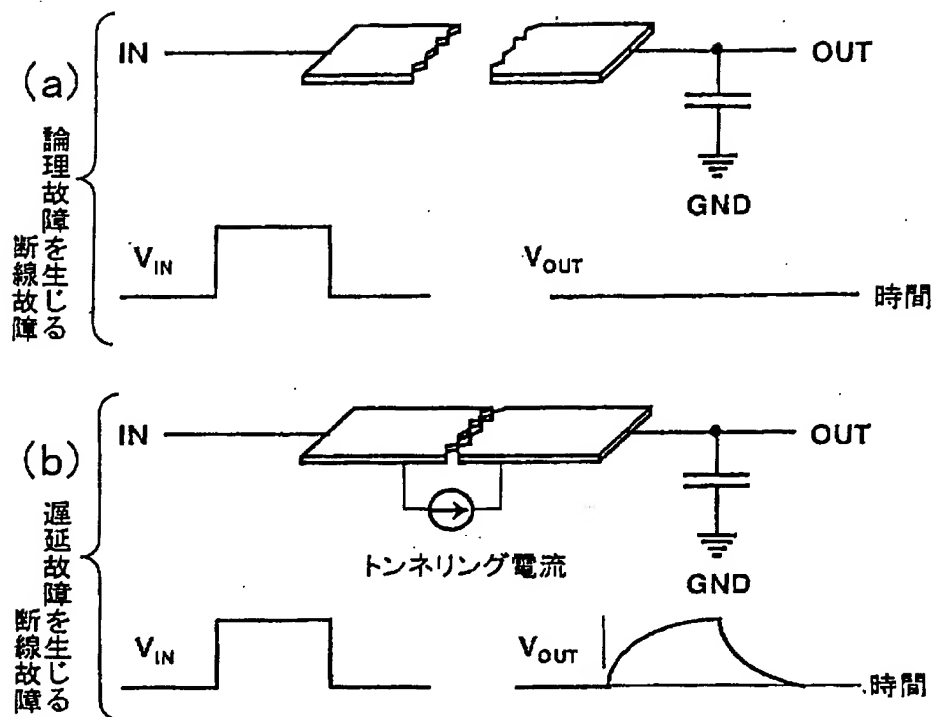 (a)
論理故障を生じる
断線故障
IN
OUT
GND
V_IN
V_OUT
時間
(b)
遅延故障を生じる
断線故障
IN
OUT
トンネリング電流
GND
V_IN
V_OUT
時間